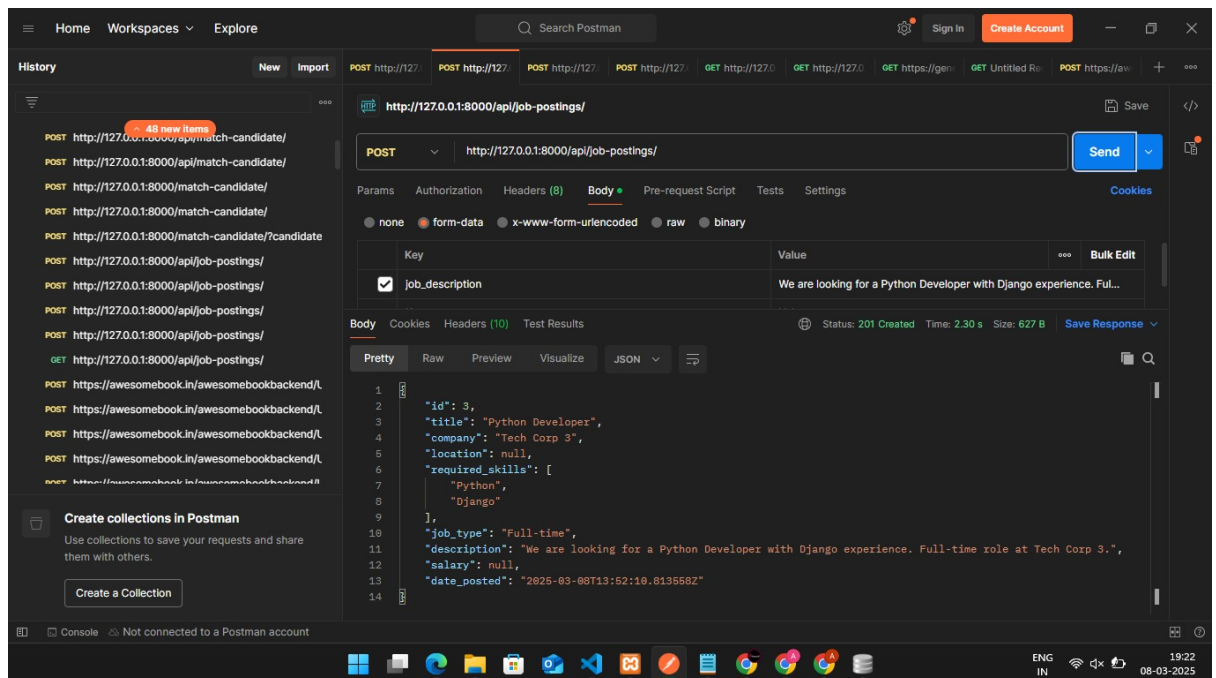 Home Workspaces Explore Search Postman Sign In Create Account
History New Import
POST http://127. POST http://127. POST http://127. POST http://127. GET http://127.0 GET http://127.0 GET https://gen GET Untitled Re POST https://aw
48 new items
http://127.0.0.1:8000/api/job-postings/ Save
POST http://127.0.0.1:8000/api/match-candidate/
POST http://127.0.0.1:8000/api/match-candidate/
POST http://127.0.0.1:8000/match-candidate/
POST http://127.0.0.1:8000/match-candidate/
POST http://127.0.0.1:8000/match-candidate/?candidate
POST http://127.0.0.1:8000/api/job-postings/
POST http://127.0.0.1:8000/api/job-postings/
POST http://127.0.0.1:8000/api/job-postings/
POST http://127.0.0.1:8000/api/job-postings/
GET http://127.0.0.1:8000/api/job-postings/
POST https://awesomebook.in/awesomebookbackend/L
POST https://awesomebook.in/awesomebookbackend/L
POST https://awesomebook.in/awesomebookbackend/L
POST https://awesomebook.in/awesomebookbackend/L
POST https://awesomebook.in/awesomebookbackend/L
Create collections in Postman
Use collections to save your requests and share
them with others.
Create a Collection
POST http://127.0.0.1:8000/api/job-postings/ Send
Params Authorization Headers (8) Body Pre-request Script Tests Settings Cookies
none form-data x-www-form-urlencoded raw binary
Key Value Bulk Edit
job_description We are looking for a Python Developer with Django experience. Ful...
Body Cookies Headers (10) Test Results Status: 201 Created Time: 2.30 s Size: 627 B Save Response
Pretty Raw Preview Visualize JSON
1 {
2 "id": 3,
3 "title": "Python Developer",
4 "company": "Tech Corp 3",
5 "location": null,
6 "required_skills": [
7 "Python",
8 "Django"
9 ],
10 "job_type": "Full-time",
11 "description": "We are looking for a Python Developer with Django experience. Full-time role at Tech Corp 3.",
12 "salary": null,
13 "date_posted": "2025-03-08T13:52:10.813558Z"
14 }
Console Not connected to a Postman account
ENG
IN
19:22
08-03-2025